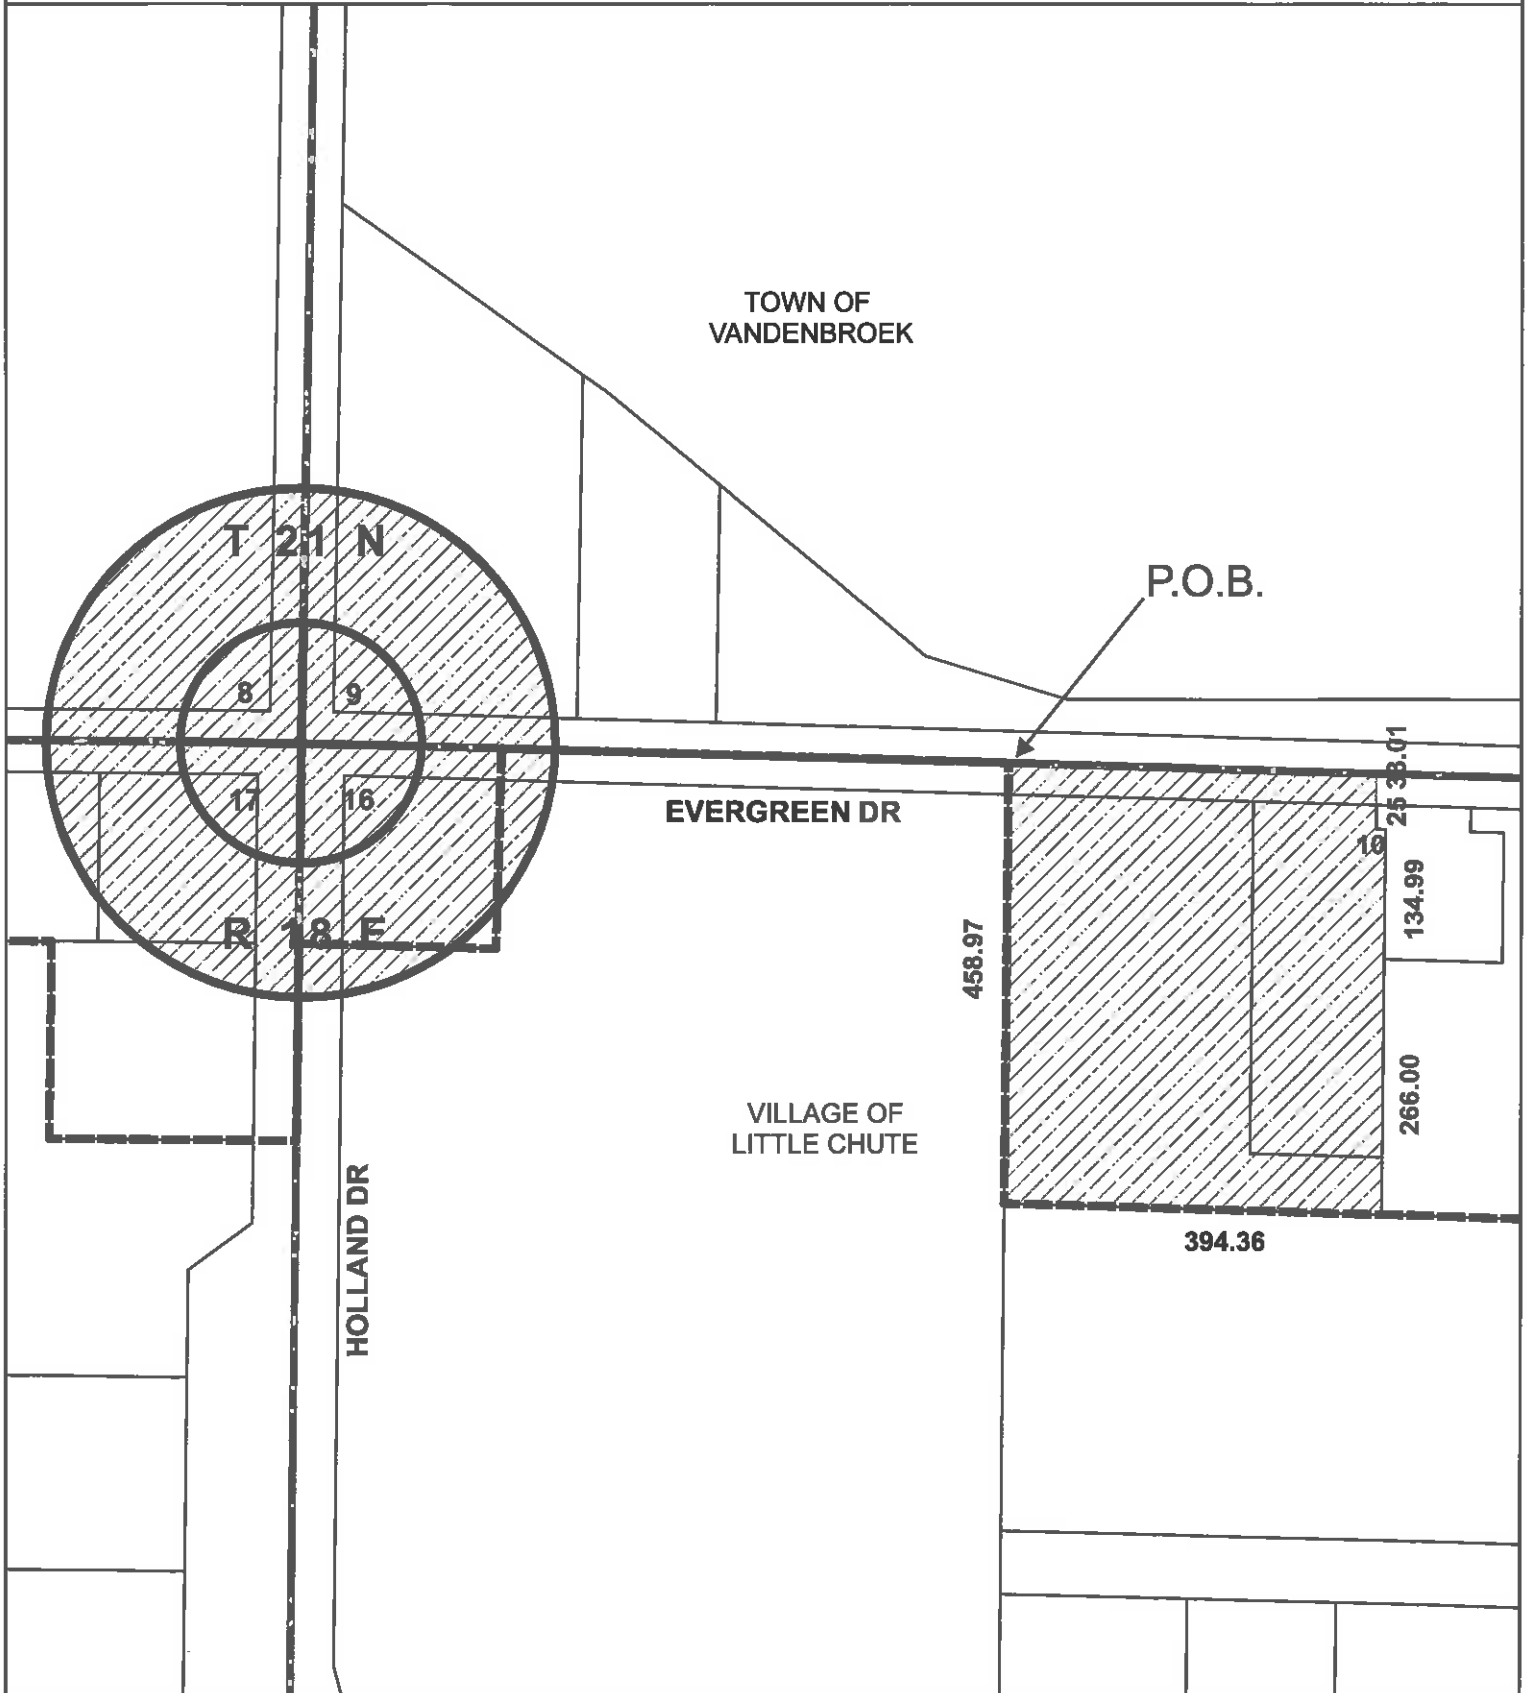 TOWN OF
VANDENBROEK
T 21 N
P.O.B.
8
9
25 33.01
17
16
EVERGREEN DR
10
134.99
R 18 E
458.97
266.00
VILLAGE OF
LITTLE CHUTE
HOLLAND DR
394.36